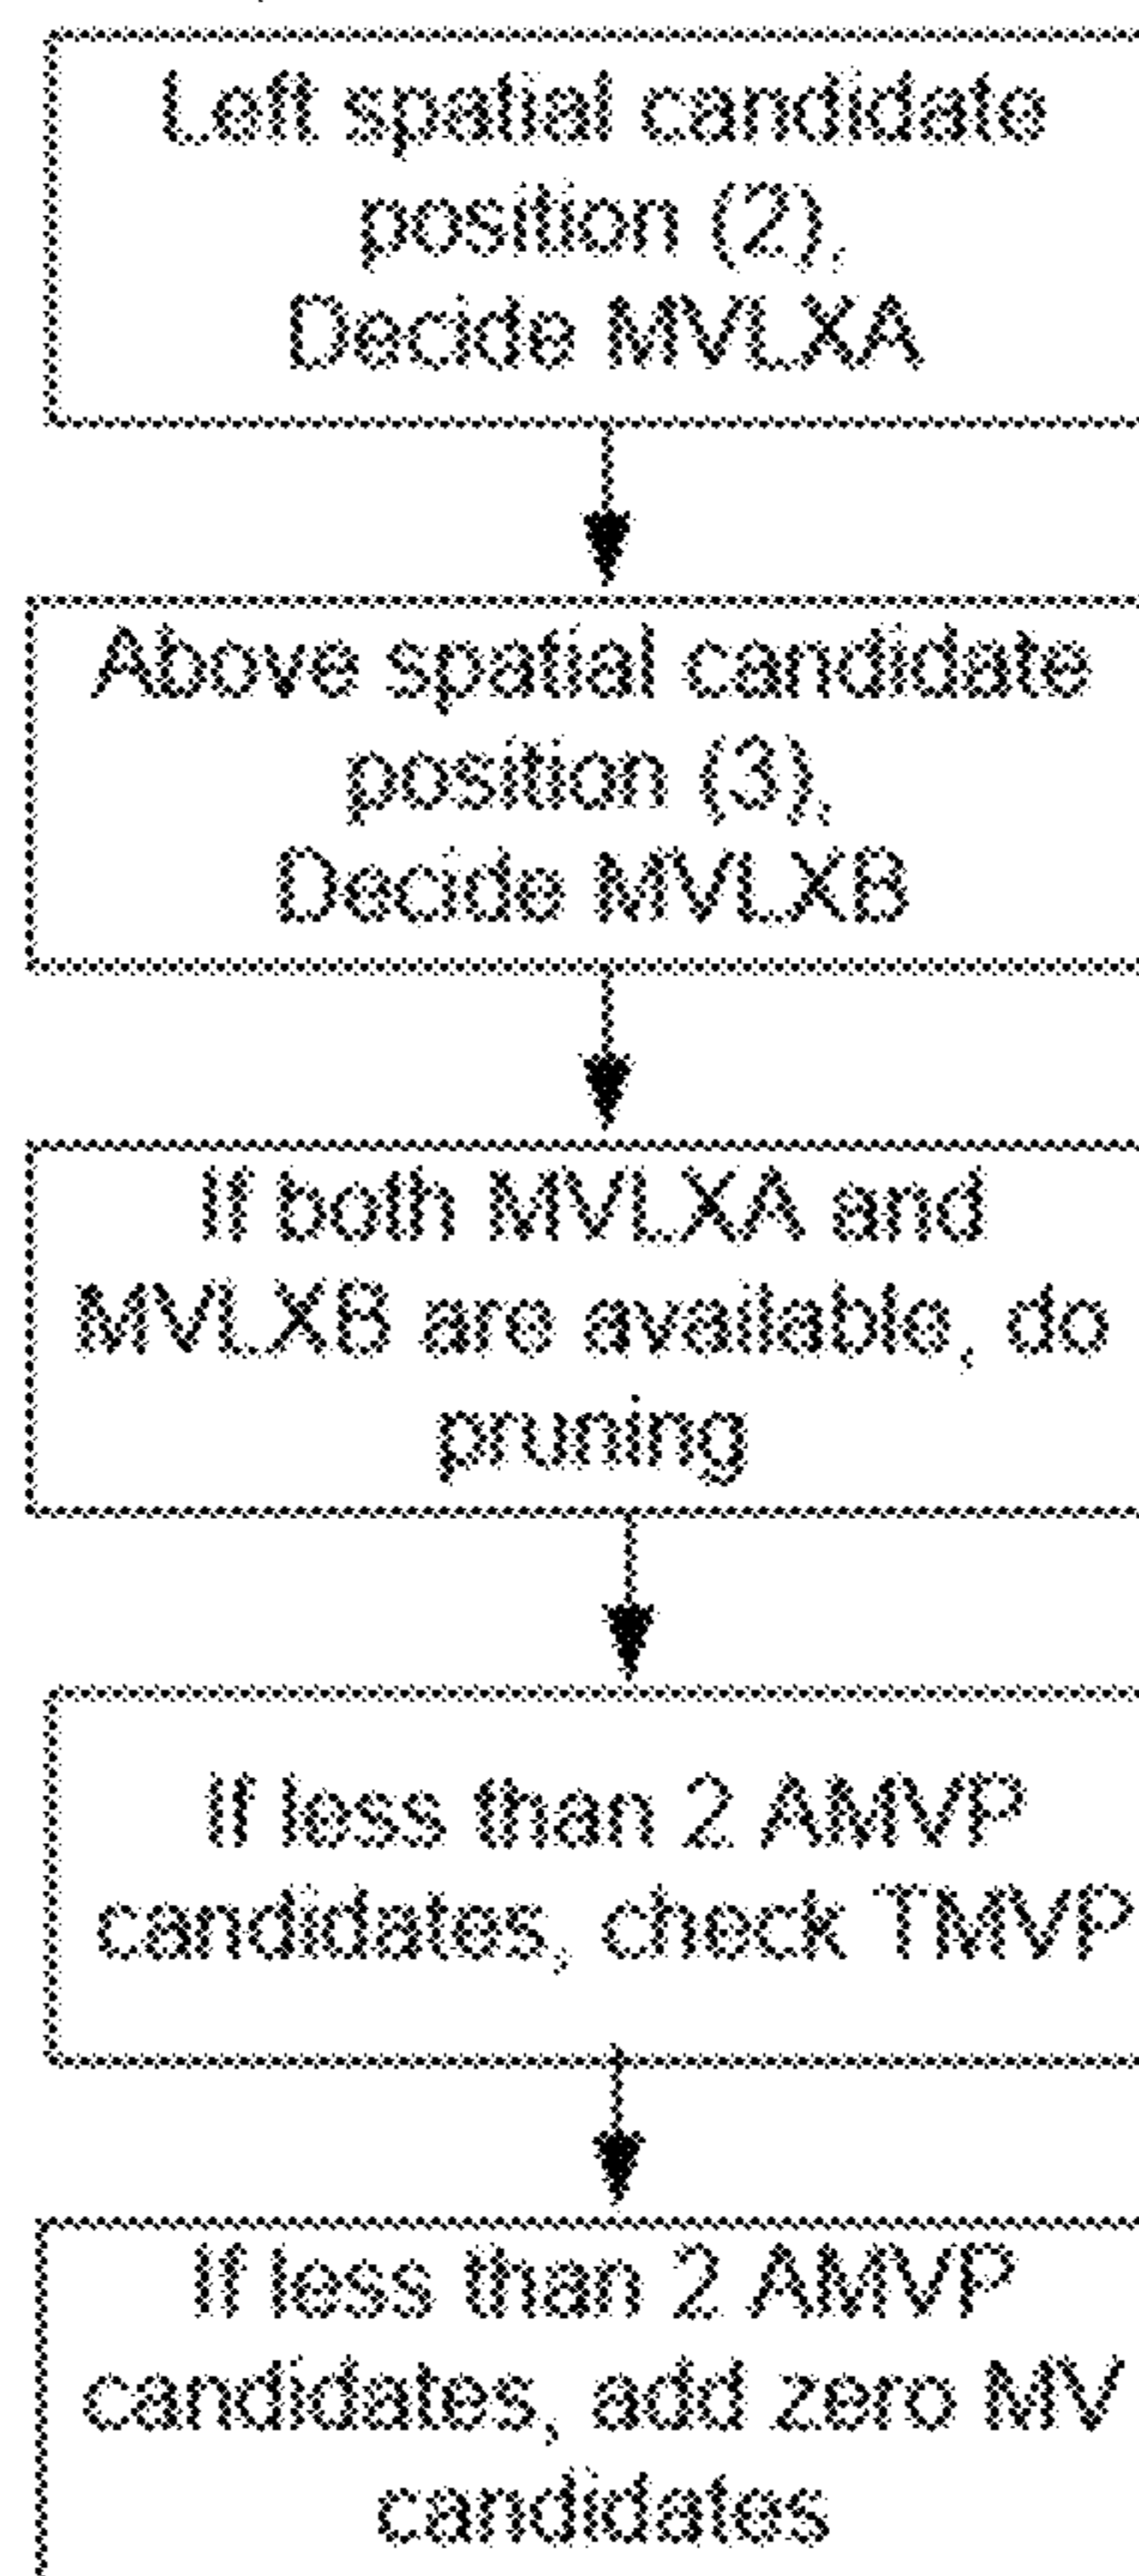 Left spatial candidate
position (2),
Decide MVLXA
Above spatial candidate
position (3),
Decide MVLXB
If both MVLXA and
MVLXB are available, do
pruning
If less than 2 AMVP
candidates, check TMVP
If less than 2 AMVP
candidates, add zero MV
candidates